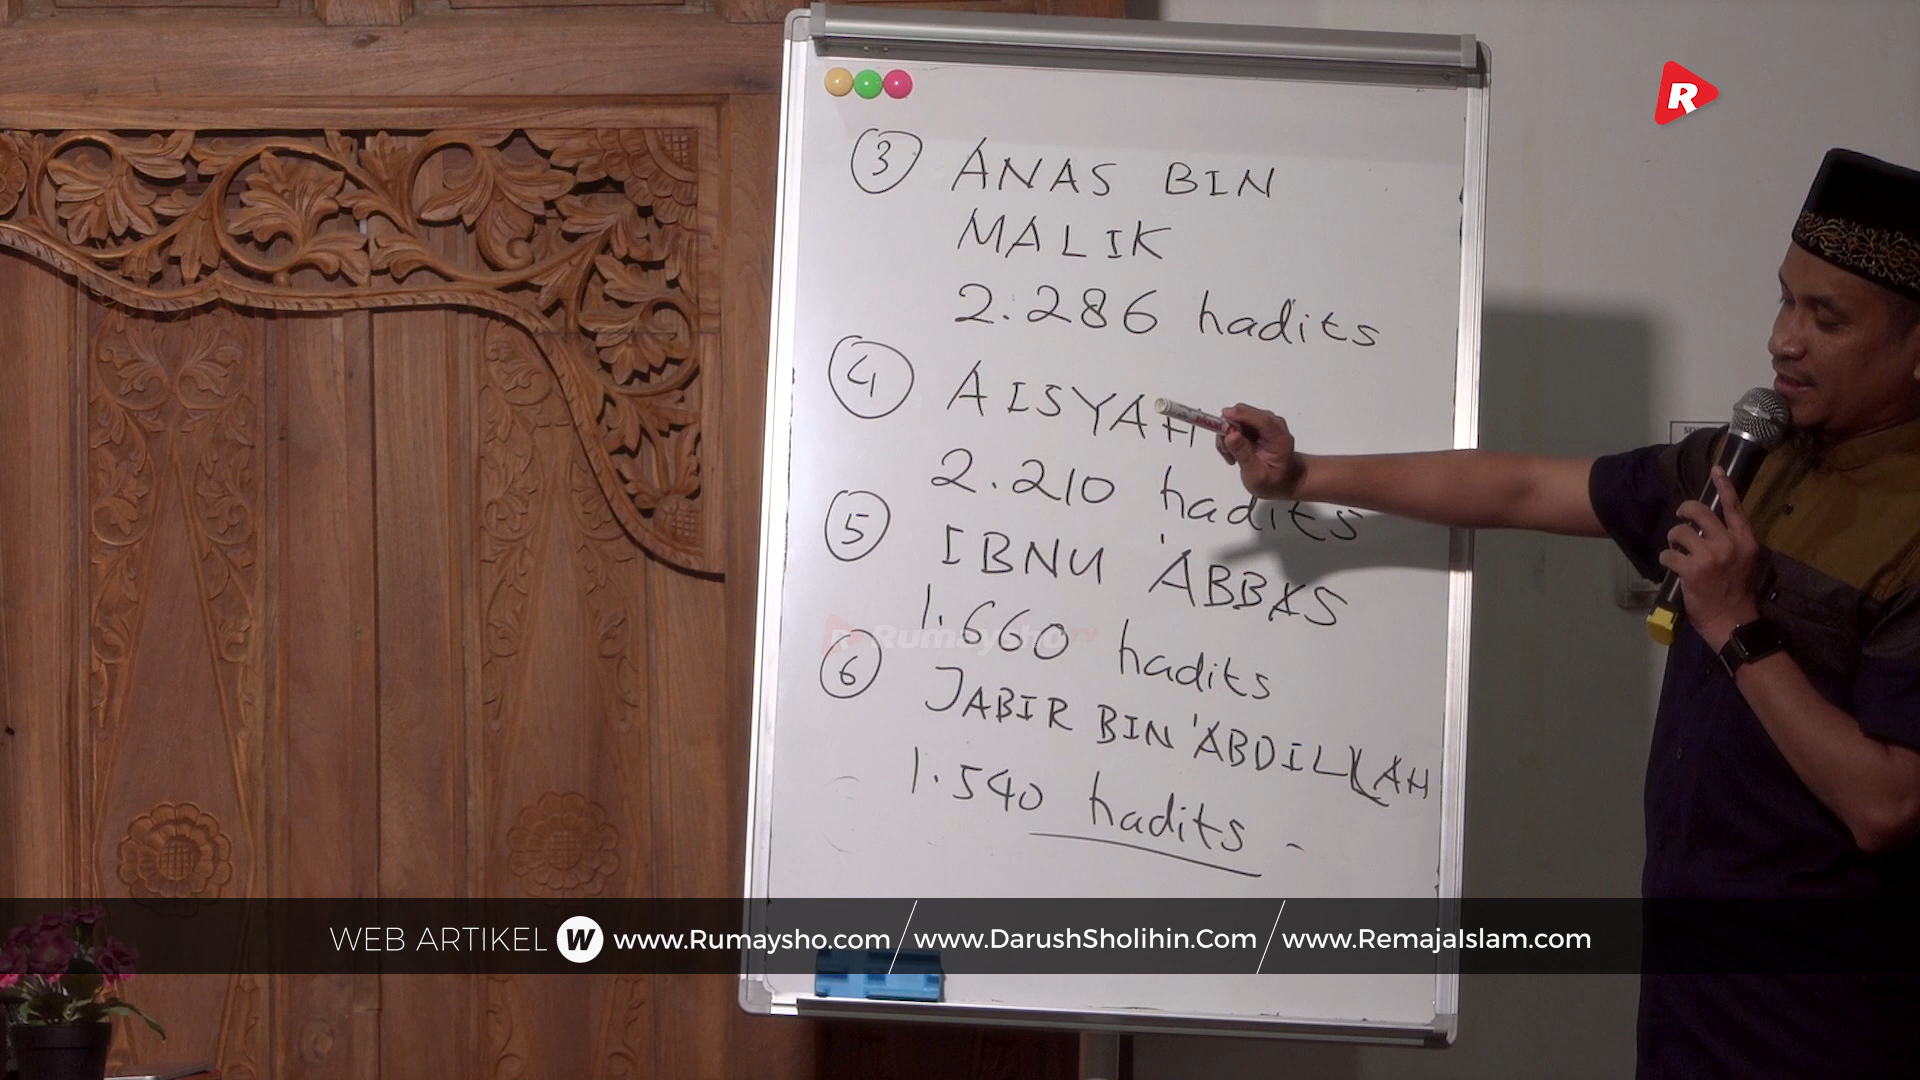 R
3 ANAS BIN
MALIK
2.286 hadits
4 AISYAH
2.210 hadits
5 IBNU 'ABBAS
1.660 hadits
RumayshoTV
6 JABIR BIN 'ABDILLAH
1.540 hadits
WEB ARTIKEL W www.Rumaysho.com / www.DarushSholihin.Com / www.RemajaIslam.com